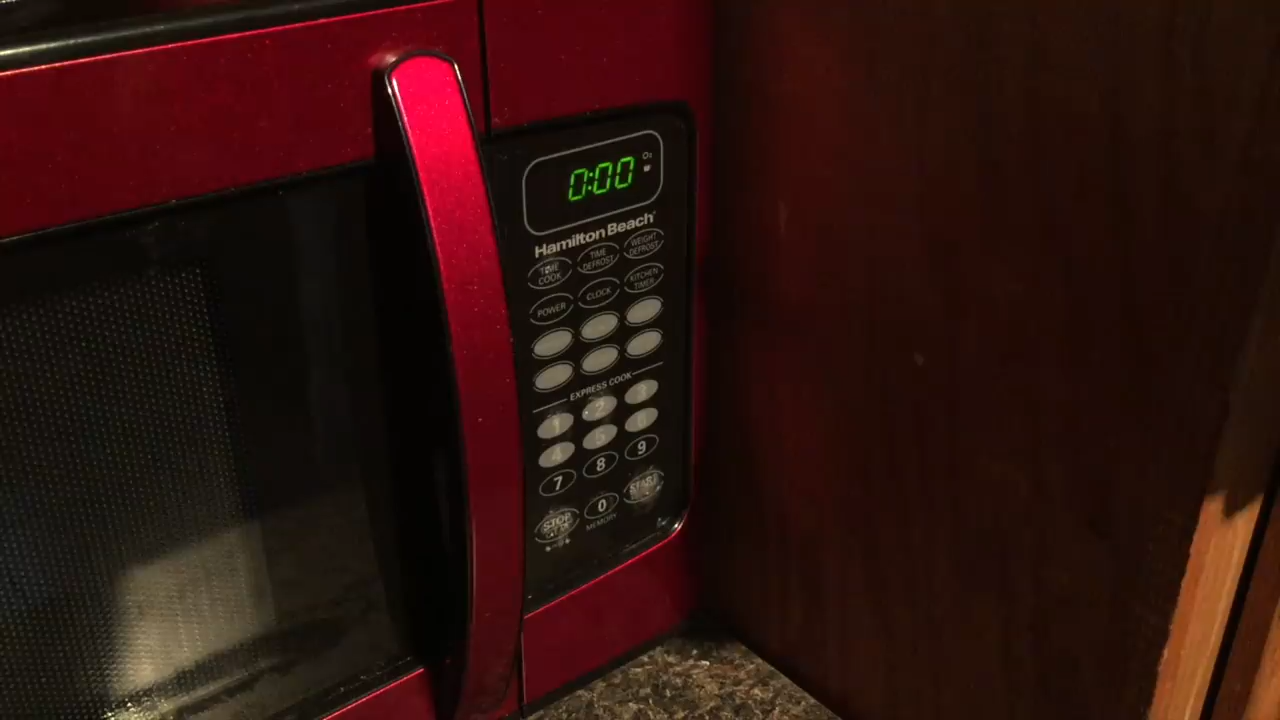 0:00
Hamilton Beach
TIME COOK
TIME DEFROST
WEIGHT DEFROST
POWER
CLOCK
KITCHEN TIMER
EXPRESS COOK
1 2 3
4 5
7 8 9
STOP
0
START
MEMORY